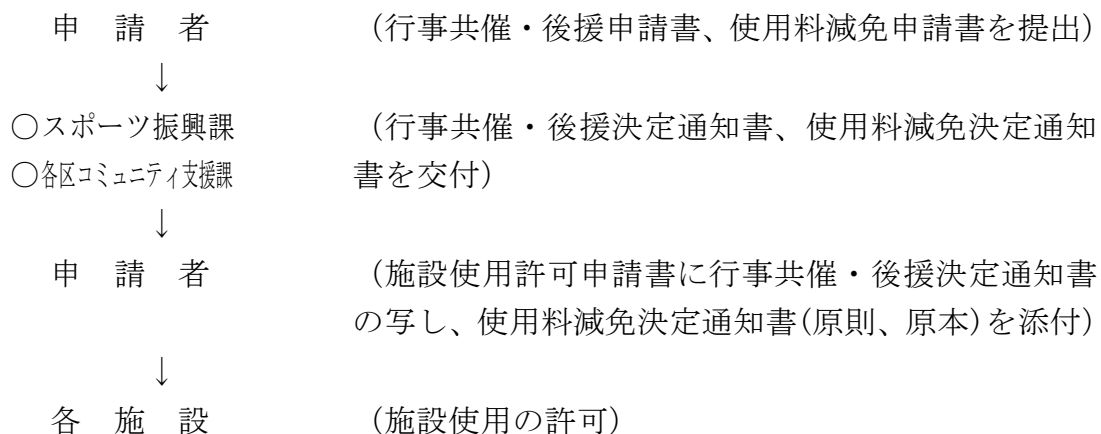 申　請　者　　　　　（行事共催・後援申請書、使用料減免申請書を提出）
↓
○スポーツ振興課　　　　（行事共催・後援決定通知書、使用料減免決定通知
○各区コミュニティ支援課　　　　書を交付）
↓
申　請　者　　　　　（施設使用許可申請書に行事共催・後援決定通知書
の写し、使用料減免決定通知書(原則、原本)を添付）
↓
各　施　設　　　　　（施設使用の許可）